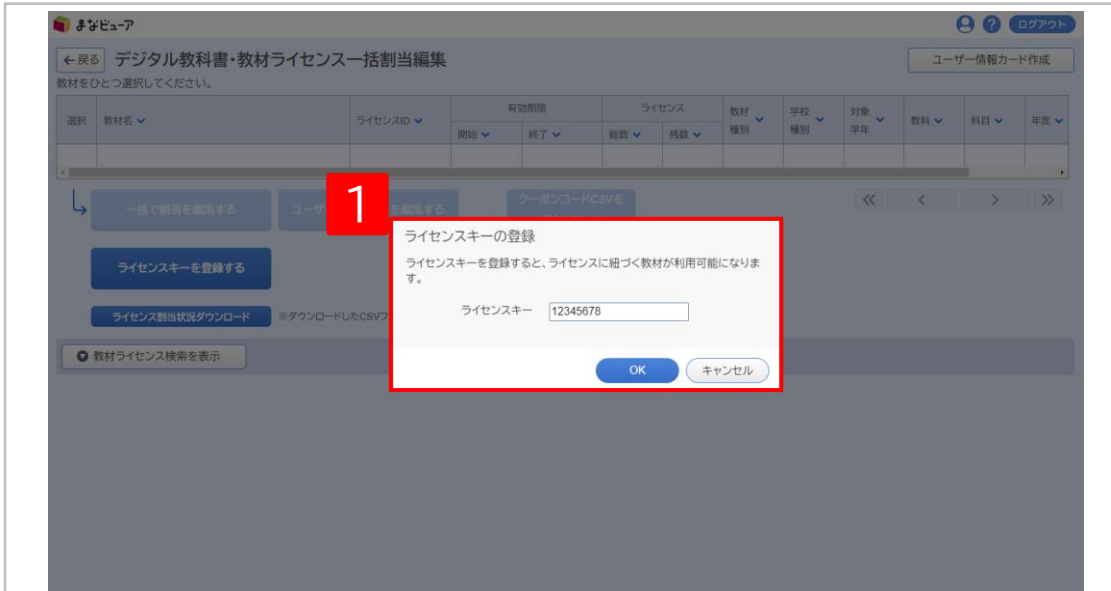 まなビューア
? ログアウト
←戻る デジタル教科書・教材ライセンス一括割当編集 ユーザー情報カード作成
教材をひとつ選択してください。
選択 教材名 ライセンスID 有効期限 開始 終了 ライセンス 総数 残数 教材種別 学校種別 対象学年 教科 科目 年度
一括で割当を編集する ユーザ を編集する クーポンコードCSVを
1
ライセンスキーを登録する
ライセンス割当状況ダウンロード ※ダウンロードしたCSVフ
教材ライセンス検索を表示
ライセンスキーの登録
ライセンスキーを登録すると、ライセンスに紐づく教材が利用可能になりま
す。
ライセンスキー 12345678
OK キャンセル